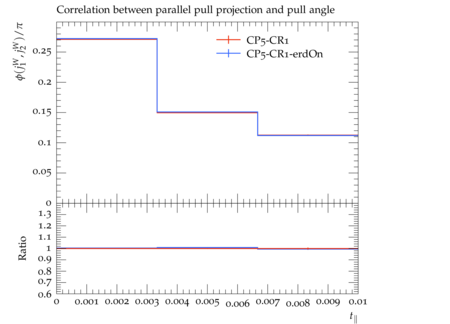 Correlation between parallel pull projection and pull angle
ϕ(j₁ᵂ, j₂ᵂ)/π
CP5-CR1
CP5-CR1-erdOn
0.25
0.2
0.15
0.1
0.05
0
Ratio
1.3
1.2
1.1
1
0.9
0.8
0.7
0.6
0 0.001 0.002 0.003 0.004 0.005 0.006 0.007 0.008 0.009 0.01
t∥